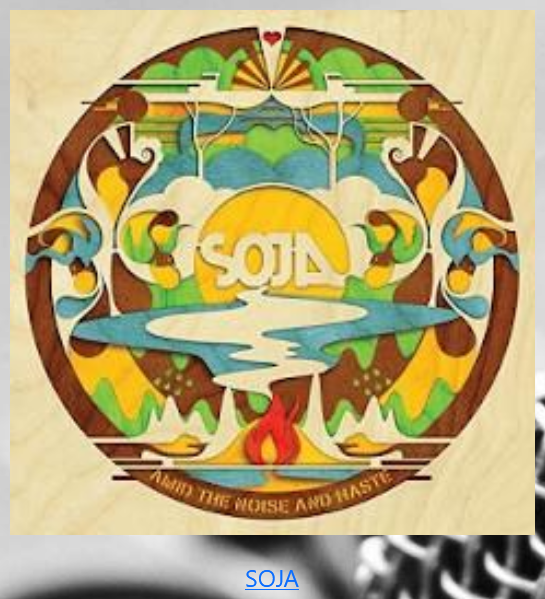 SOJA
AMID THE NOISE AND HASTE
SOJA